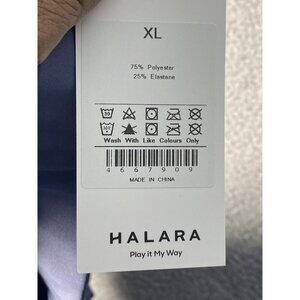 XL
75% Polyester
25% Elastane
30
Wash With Like Colours Only
4667909
MADE IN CHINA
HALARA
Play it My Way